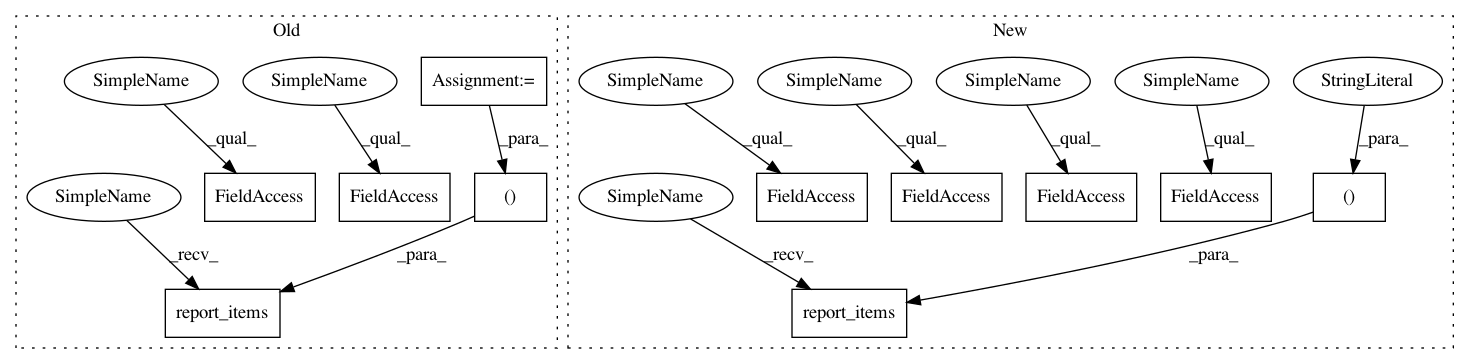 Old
New
SimpleName
SimpleName
Assignment:=
SimpleName
SimpleName
SimpleName
SimpleName
StringLiteral
_qual_
_qual_
_para_
_qual_
_qual_
_qual_
_qual_
_para_
SimpleName
FieldAccess
FieldAccess
()
SimpleName
FieldAccess
FieldAccess
FieldAccess
FieldAccess
()
_recv_
_para_
_recv_
_para_
report_items
report_items